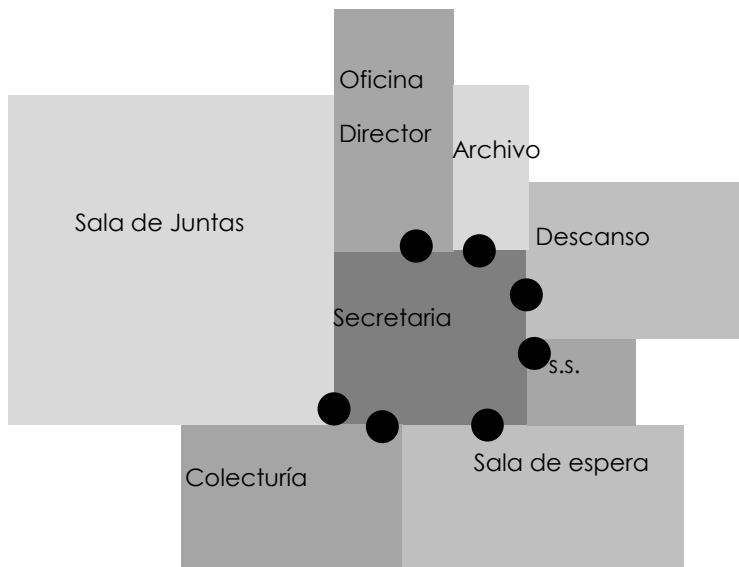 Oficina
Director
Archivo
Sala de Juntas
Descanso
Secretaria
s.s.
Sala de espera
Colecturía